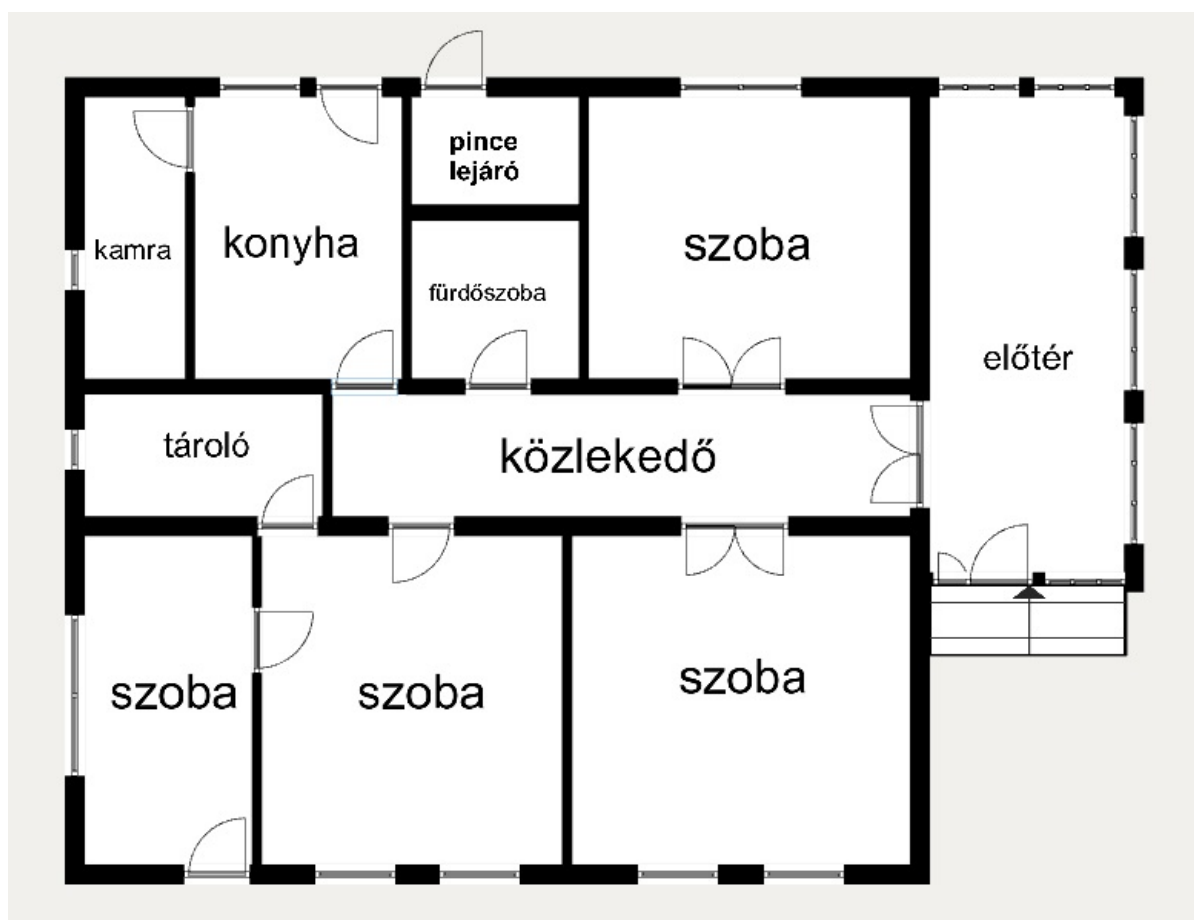 pince
lejáró
kamra
konyha
fürdőszoba
szoba
előtér
tároló
közlekedő
szoba
szoba
szoba